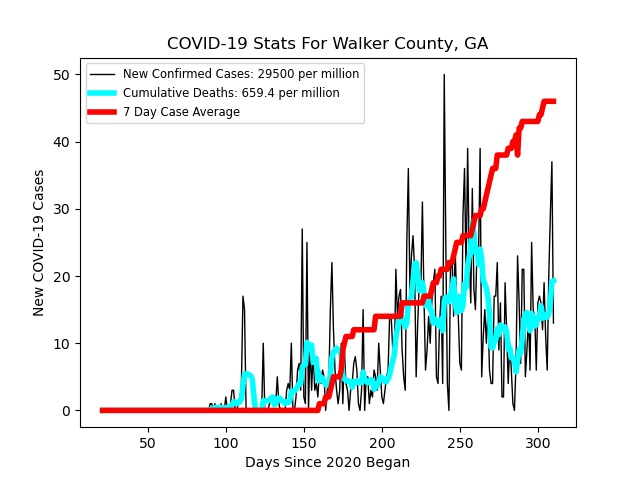 COVID-19 Stats For Walker County, GA
New Confirmed Cases: 29500 per million
Cumulative Deaths: 659.4 per million
7 Day Case Average
New COVID-19 Cases
50
40
30
20
10
0
50 100 150 200 250 300
Days Since 2020 Began